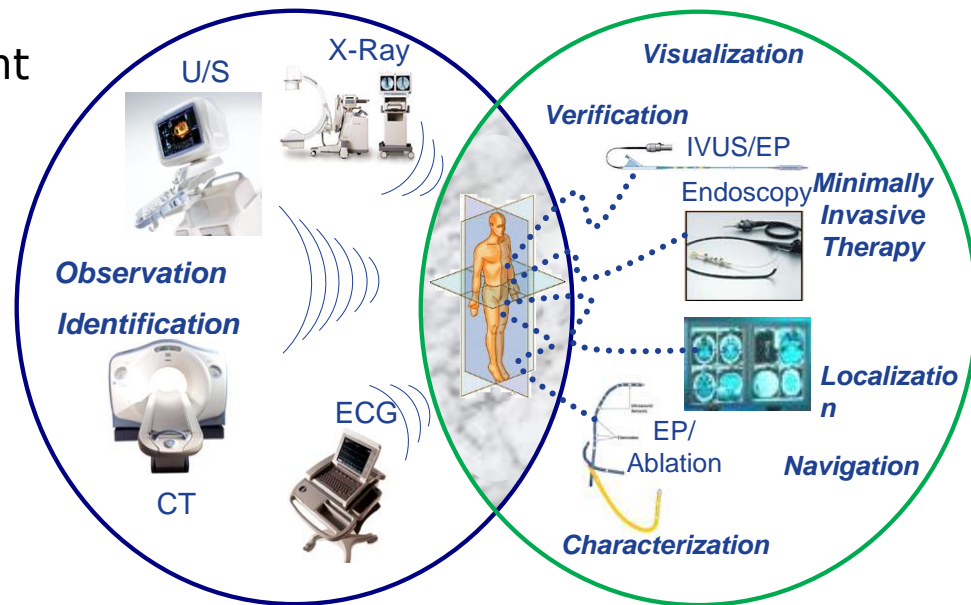 nt
U/S
X-Ray
Observation
Identification
CT
ECG
Visualization
Verification
IVUS/EP
Endoscopy
Minimally
Invasive
Therapy
Localizatio
n
EP/
Ablation
Navigation
Characterization